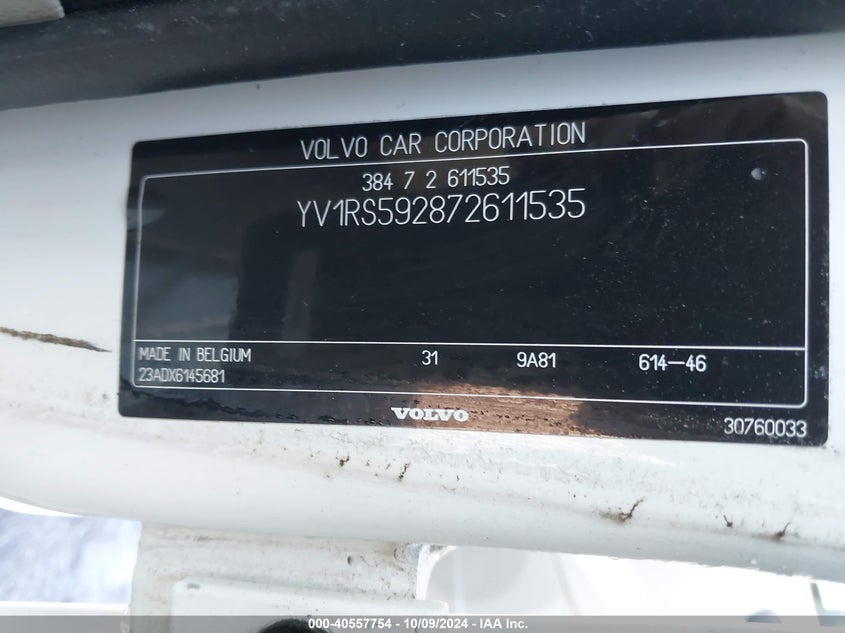 VOLVO CAR CORPORATION
384 7 2 611535
YV1RS592872611535
MADE IN BELGIUM 31 9A81 614-46
23ADX6145681
VOLVO
30760033
000-40557754 - 10/09/2024 - IAA Inc.